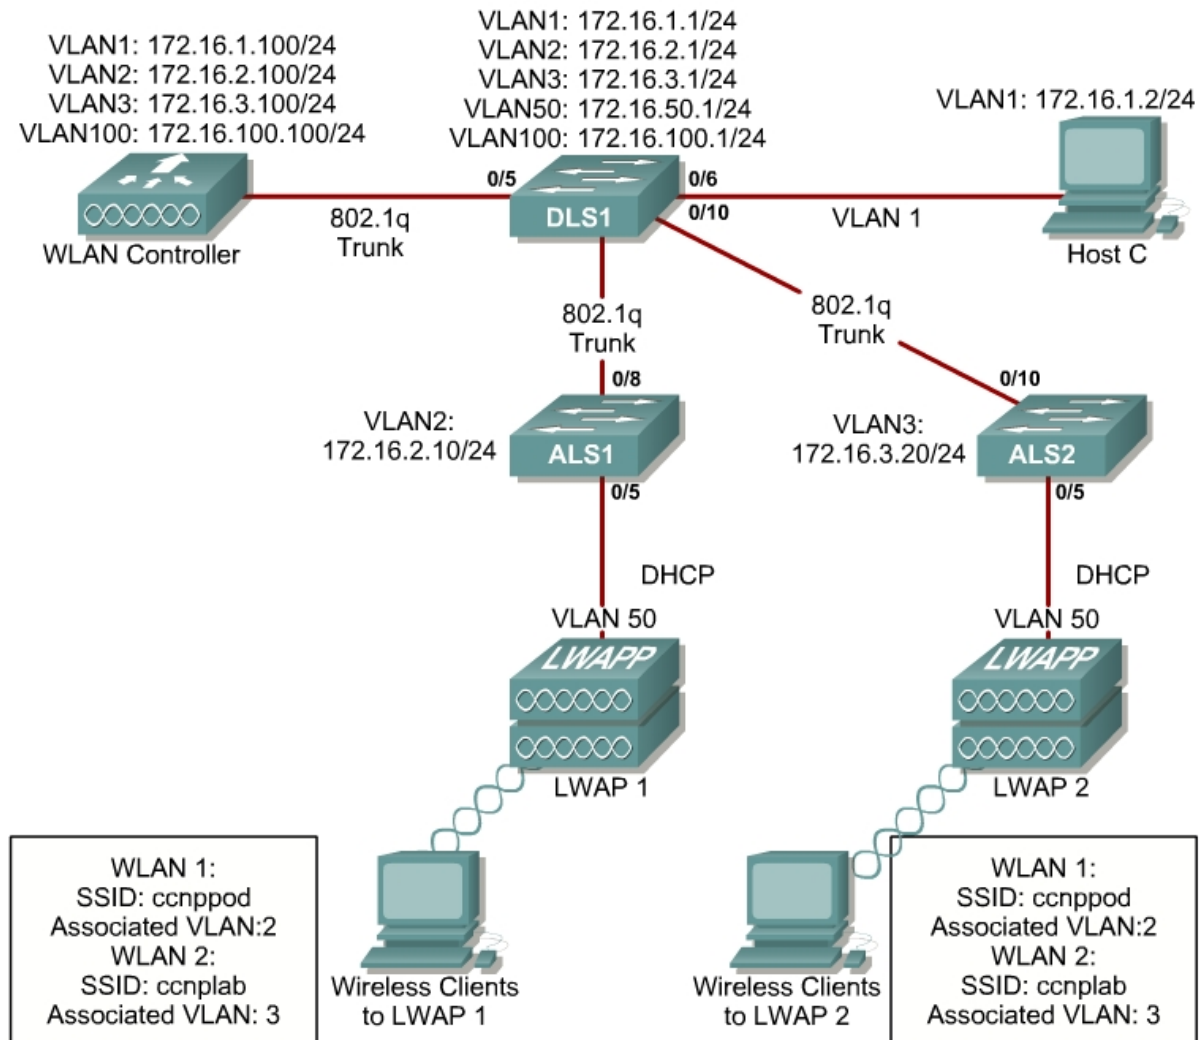 VLAN1: 172.16.1.100/24
VLAN2: 172.16.2.100/24
VLAN3: 172.16.3.100/24
VLAN100: 172.16.100.100/24
VLAN1: 172.16.1.1/24
VLAN2: 172.16.2.1/24
VLAN3: 172.16.3.1/24
VLAN50: 172.16.50.1/24
VLAN100: 172.16.100.1/24
VLAN1: 172.16.1.2/24
0/5
DLS1
0/6
0/10
802.1q
Trunk
VLAN 1
WLAN Controller
Host C
802.1q
Trunk
802.1q
Trunk
0/8
0/10
VLAN2:
172.16.2.10/24
ALS1
VLAN3:
172.16.3.20/24
ALS2
0/5
0/5
DHCP
DHCP
VLAN 50
VLAN 50
LWAPP
LWAPP
LWAP 1
LWAP 2
WLAN 1:
SSID: ccnppod
Associated VLAN:2
WLAN 2:
SSID: ccnplab
Associated VLAN: 3
Wireless Clients
to LWAP 1
Wireless Clients
to LWAP 2
WLAN 1:
SSID: ccnppod
Associated VLAN:2
WLAN 2:
SSID: ccnplab
Associated VLAN: 3